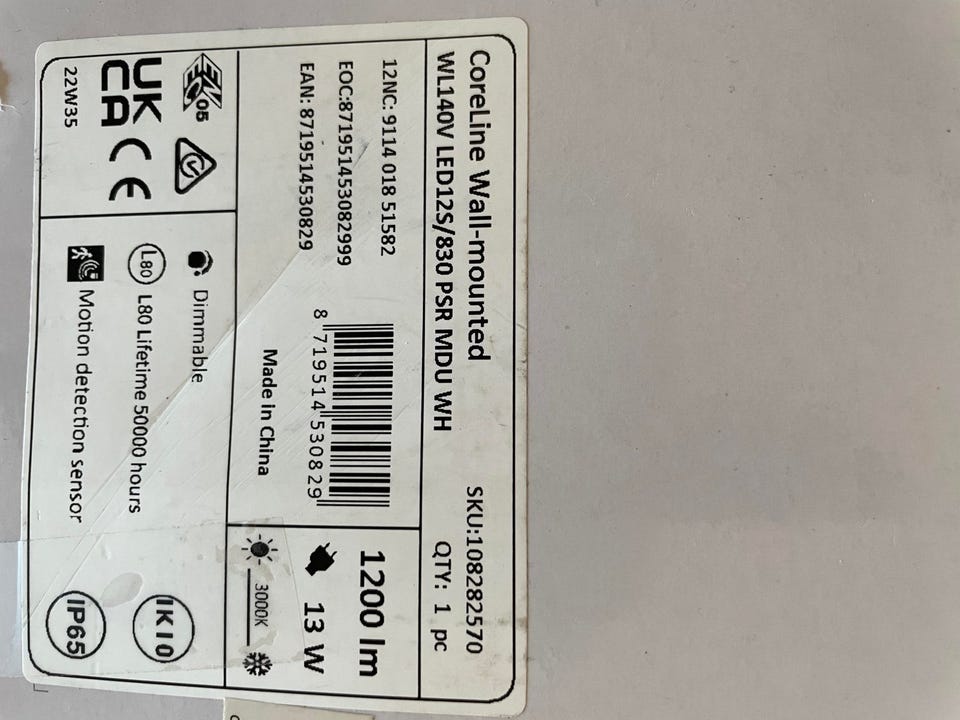 CoreLine Wall-mounted
WL140V LED12S/830 PSR MDU WH
SKU:108282570
QTY: 1 pc
12NC: 9114 018 51582
EOC:871951453082999
EAN: 8719514530829
8 719514 530829
Made in China
1200 lm
13 W
3000K
ENEC 05
UK
CA
CE
22W35
Dimmable
L80 L80 Lifetime 50000 hours
Motion detection sensor
IK10
IP65